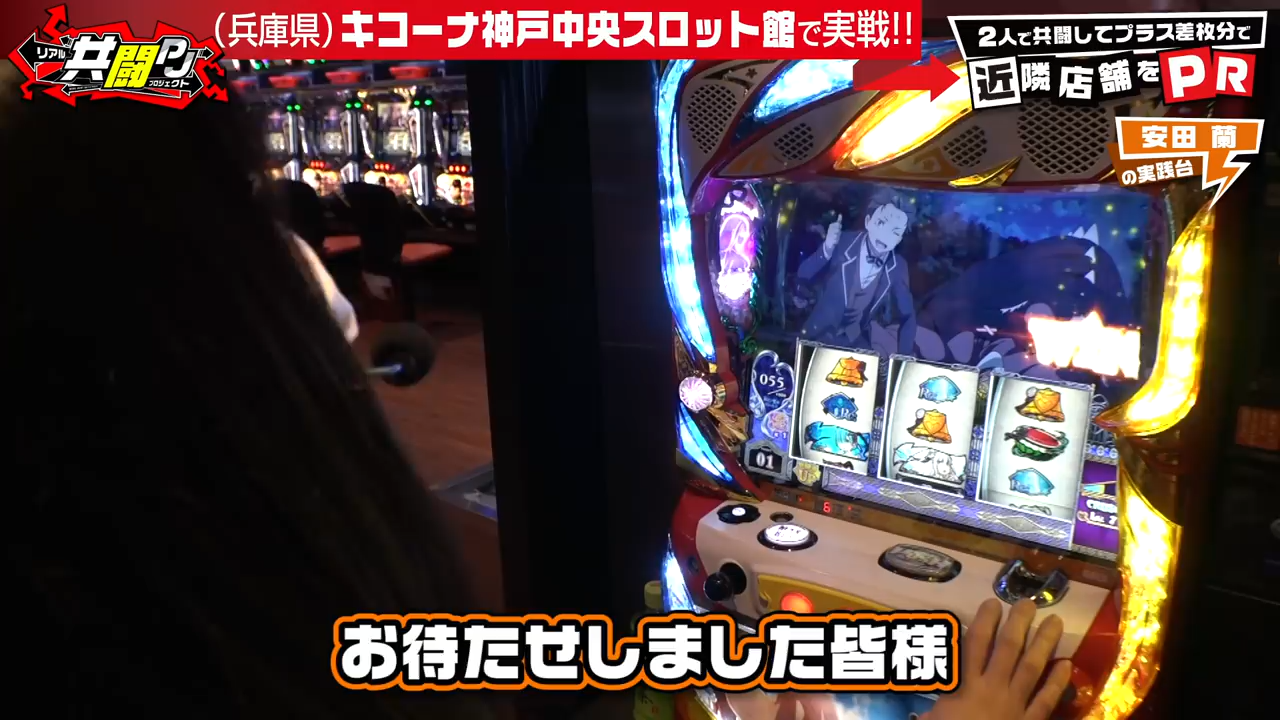 リアル
共闘PJ
プロジェクト
（兵庫県）キコーナ神戸中央スロット館で実戦!!
2人で共闘してプラス差枚分で
近隣店舗をPR
安田 蘭
の実践台
055
01
UP
お待たせしました皆様